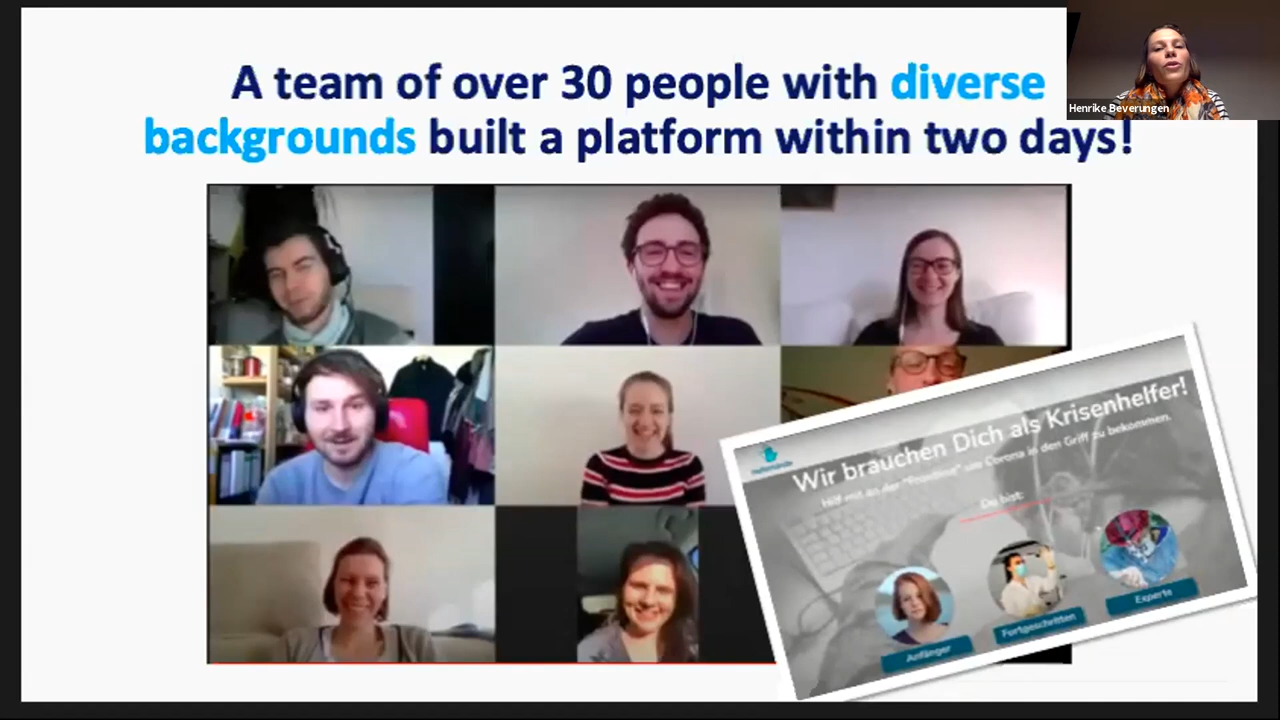 A team of over 30 people with diverse
backgrounds built a platform within two days!
Henrike Beverungen
Wir brauchen Dich als Krisenhelfer!
Hilf mit an der "Frontline" um Corona in den Griff zu bekommen.
Du bist:
Anfänger
Fortgeschritten
Experte